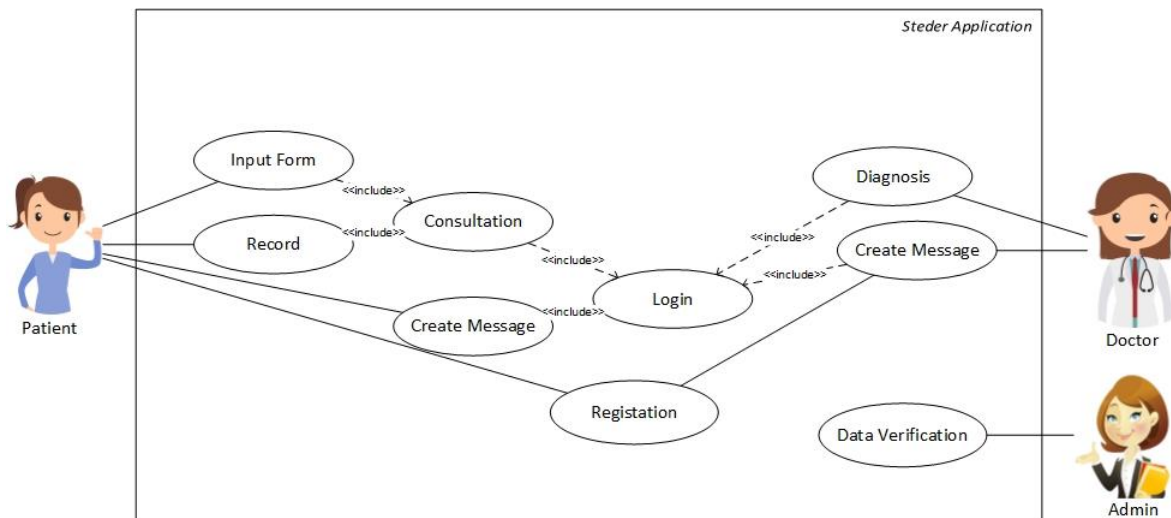 Steder Application
Input Form
Diagnosis
<<include>>
Consultation
Record
<<include>>
<<include>>
Create Message
<<include>>
<<include>>
Login
Patient
Create Message
<<include>>
Doctor
Registation
Data Verification
Admin